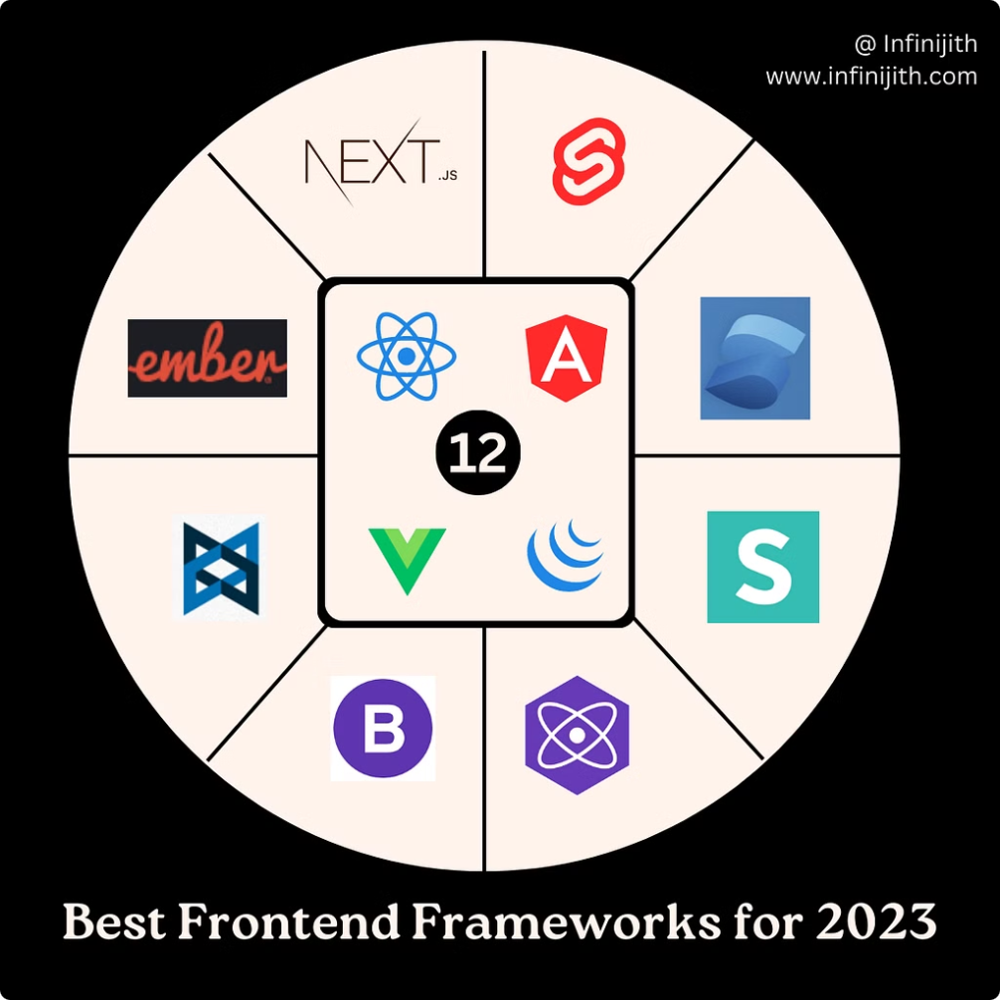 @ Infinijith
www.infinijith.com
NEXT.JS
ember
A
12
S
B
Best Frontend Frameworks for 2023